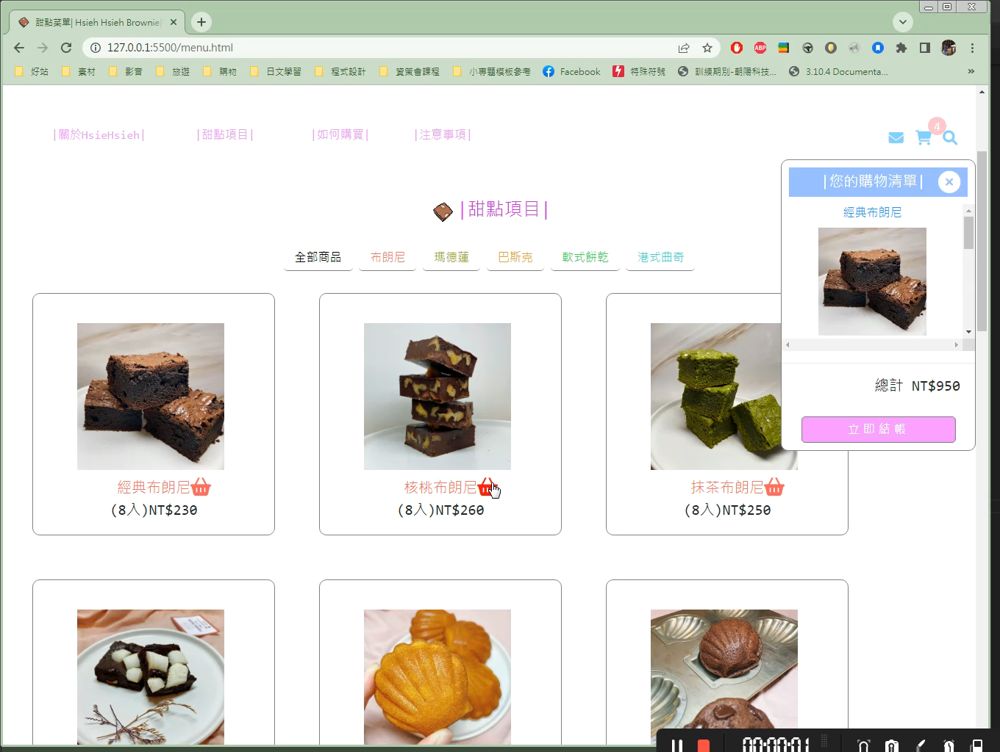 甜點菜單| Hsieh Hsieh Brownie
127.0.0.1:5500/menu.html
ABP
好站 素材 影音 旅遊 購物 日文學習 程式設計 資策會課程 小專題模板參考 Facebook 特殊符號 訓練期別-朝陽科技... 3.10.4 Documenta... »
|關於HsieHsieh| |甜點項目| |如何購買| |注意事項|
4
|您的購物清單|
經典布朗尼
總計 NT$950
立即結帳
|甜點項目|
全部商品 布朗尼 瑪德蓮 巴斯克 軟式餅乾 港式曲奇
經典布朗尼
(8入)NT$230
核桃布朗尼
(8入)NT$260
抹茶布朗尼
(8入)NT$250
00:00:01